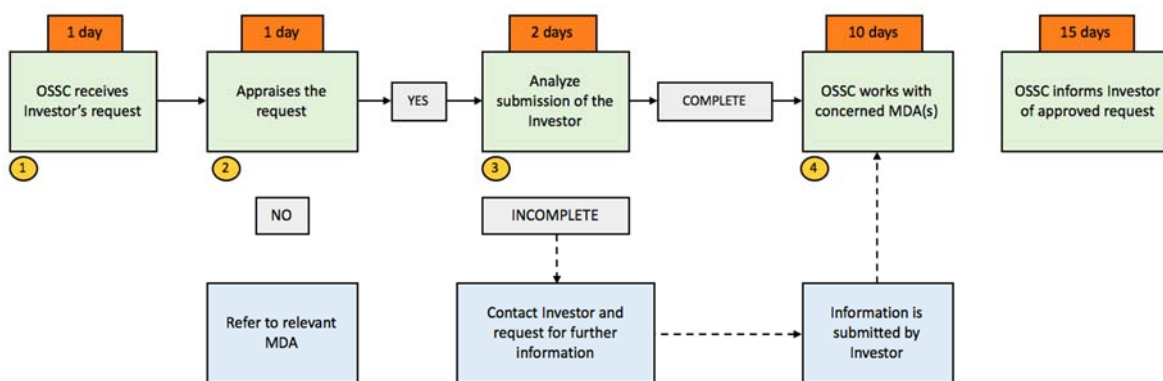 1 day
OSSC receives
Investor's request
1
1 day
Appraises the
request
2
YES
2 days
Analyze
submission of the
Investor
3
COMPLETE
10 days
OSSC works with
concerned MDA(s)
4
15 days
OSSC informs Investor
of approved request
NO
INCOMPLETE
Refer to relevant
MDA
Contact Investor and
request for further
information
Information is
submitted by
Investor